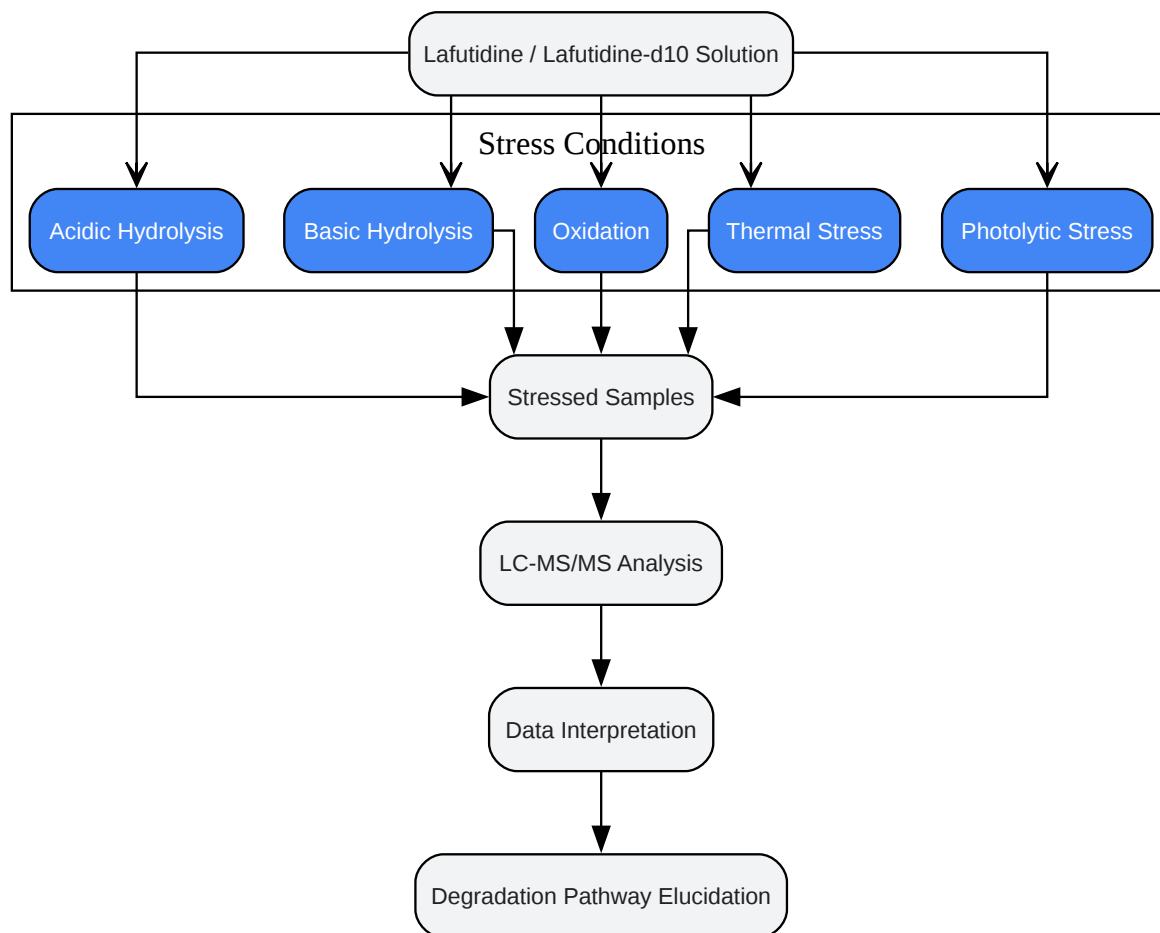 Lafutidine / Lafutidine-d10 Solution
Stress Conditions
Acidic Hydrolysis
Basic Hydrolysis
Oxidation
Thermal Stress
Photolytic Stress
Stressed Samples
LC-MS/MS Analysis
Data Interpretation
Degradation Pathway Elucidation